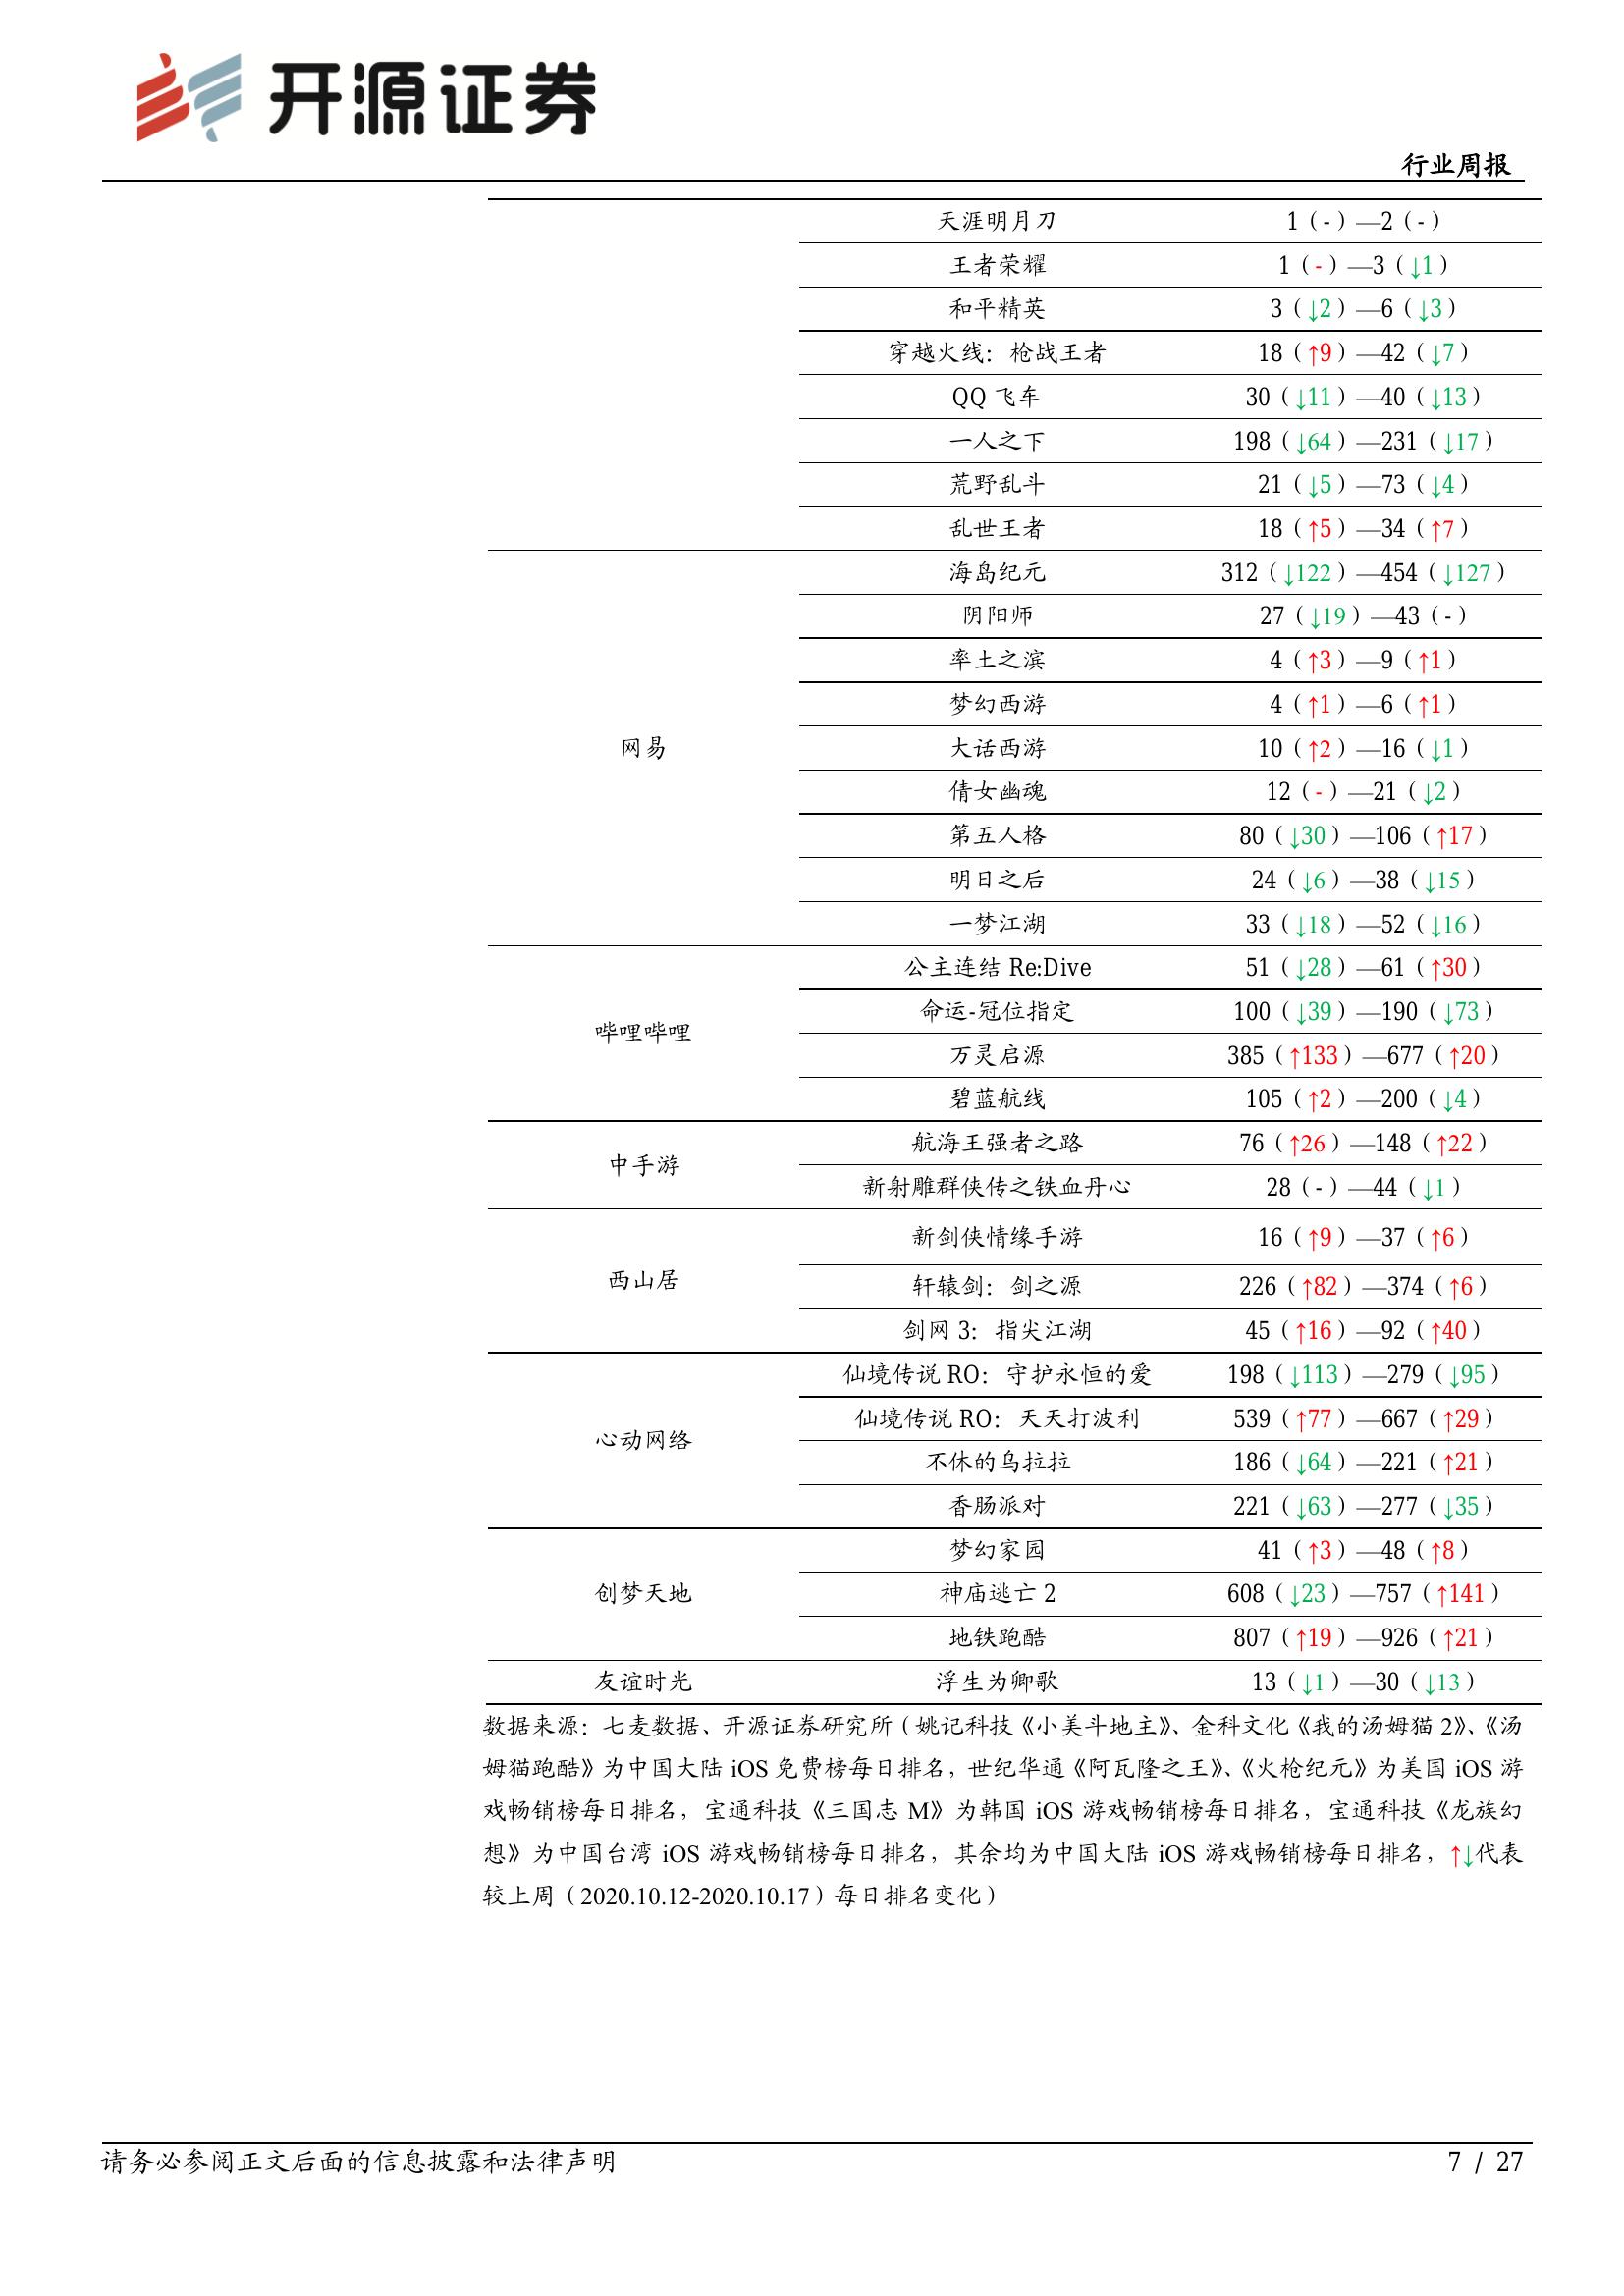 开源证券
行业周报
天涯明月刀 1（-）—2（-）
王者荣耀 1（-）—3（↓1）
和平精英 3（↓2）—6（↓3）
穿越火线：枪战王者 18（↑9）—42（↓7）
QQ 飞车 30（↓11）—40（↓13）
一人之下 198（↓64）—231（↓17）
荒野乱斗 21（↓5）—73（↓4）
乱世王者 18（↑5）—34（↑7）
海岛纪元 312（↓122）—454（↓127）
阴阳师 27（↓19）—43（-）
率土之滨 4（↑3）—9（↑1）
梦幻西游 4（↑1）—6（↑1）
网易 大话西游 10（↑2）—16（↓1）
倩女幽魂 12（-）—21（↓2）
第五人格 80（↓30）—106（↑17）
明日之后 24（↓6）—38（↓15）
一梦江湖 33（↓18）—52（↓16）
公主连结 Re:Dive 51（↓28）—61（↑30）
命运-冠位指定 100（↓39）—190（↓73）
哔哩哔哩
万灵启源 385（↑133）—677（↑20）
碧蓝航线 105（↑2）—200（↓4）
航海王强者之路 76（↑26）—148（↑22）
中手游
新射雕群侠传之铁血丹心 28（-）—44（↓1）
新剑侠情缘手游 16（↑9）—37（↑6）
西山居 轩辕剑：剑之源 226（↑82）—374（↑6）
剑网 3：指尖江湖 45（↑16）—92（↑40）
仙境传说 RO：守护永恒的爱 198（↓113）—279（↓95）
仙境传说 RO：天天打波利 539（↑77）—667（↑29）
心动网络
不休的乌拉拉 186（↓64）—221（↑21）
香肠派对 221（↓63）—277（↓35）
梦幻家园 41（↑3）—48（↑8）
创梦天地 神庙逃亡 2 608（↓23）—757（↑141）
地铁跑酷 807（↑19）—926（↑21）
友谊时光 浮生为卿歌 13（↓1）—30（↓13）
数据来源：七麦数据、开源证券研究所（姚记科技《小美斗地主》、金科文化《我的汤姆猫 2》、《汤
姆猫跑酷》为中国大陆 iOS 免费榜每日排名，世纪华通《阿瓦隆之王》、《火枪纪元》为美国 iOS 游
戏畅销榜每日排名，宝通科技《三国志 M》为韩国 iOS 游戏畅销榜每日排名，宝通科技《龙族幻
想》为中国台湾 iOS 游戏畅销榜每日排名，其余均为中国大陆 iOS 游戏畅销榜每日排名，↑↓代表
较上周（2020.10.12-2020.10.17）每日排名变化）
请务必参阅正文后面的信息披露和法律声明 7 / 27